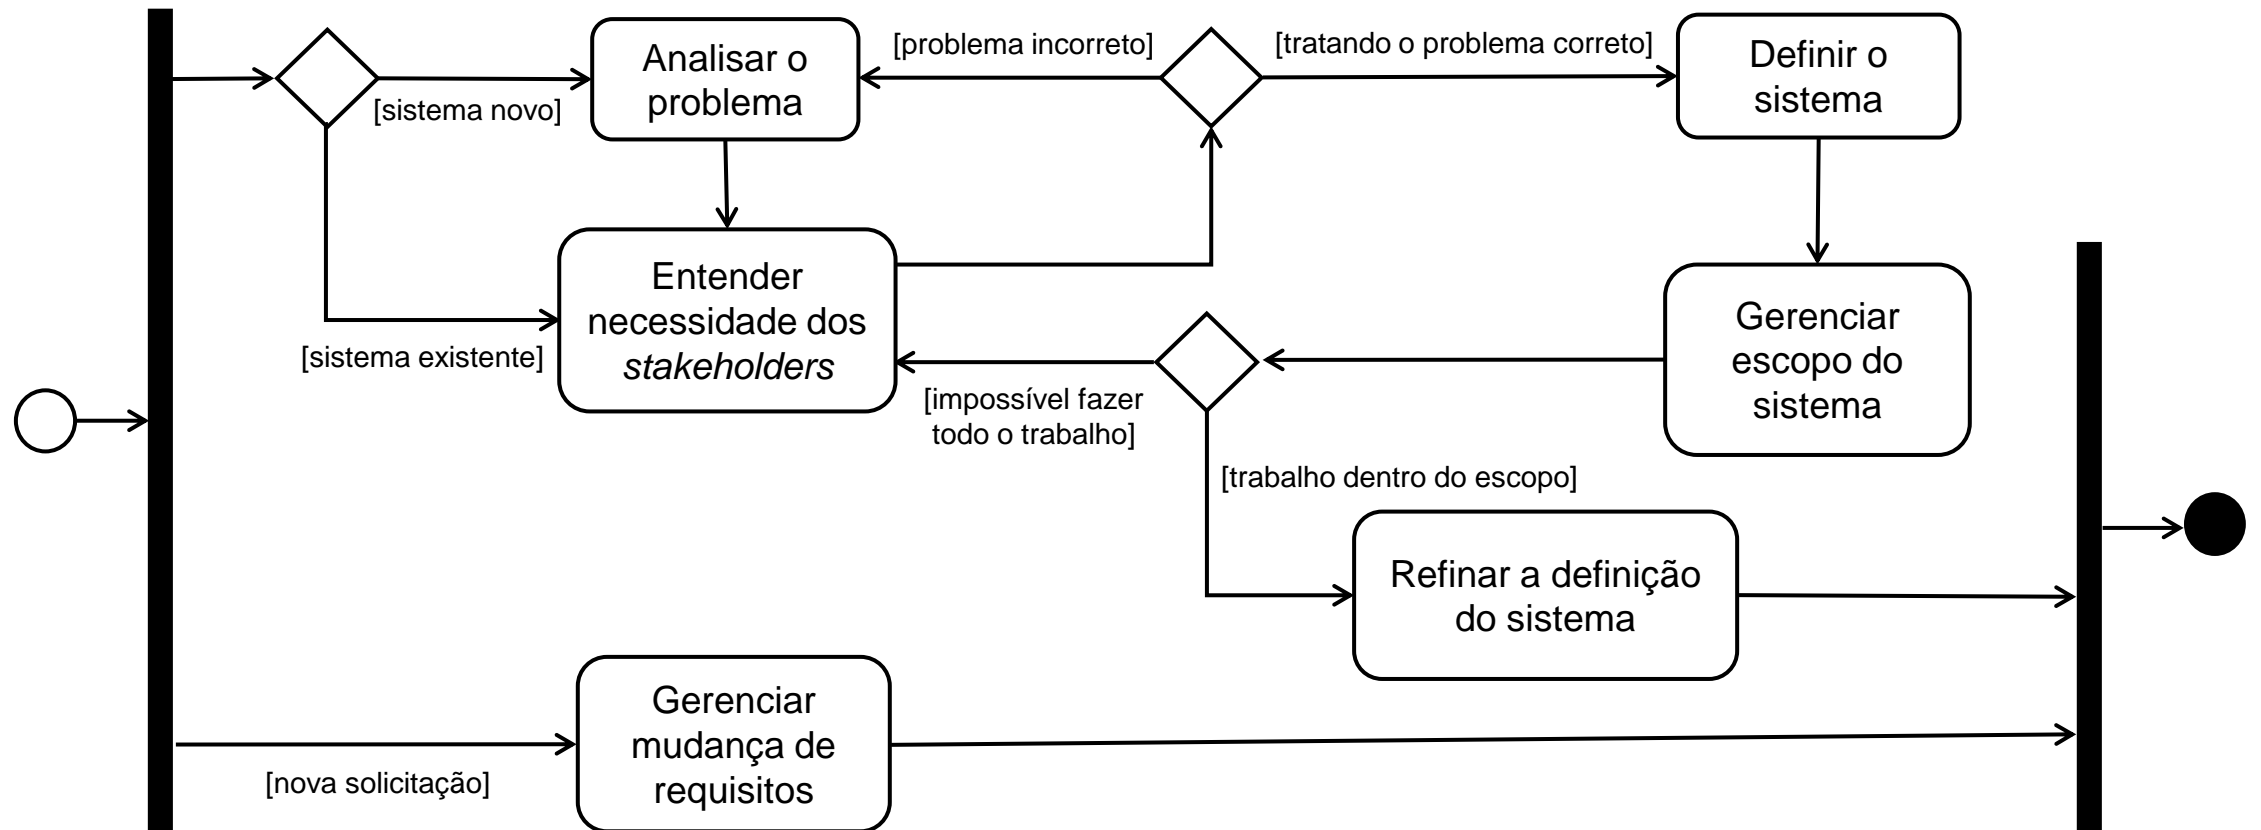 Analisar o
problema
[problema incorreto]
[tratando o problema correto]
Definir o
sistema
[sistema novo]
Entender
necessidade dos
stakeholders
[sistema existente]
Gerenciar
escopo do
sistema
[impossível fazer
todo o trabalho]
[trabalho dentro do escopo]
Refinar a definição
do sistema
Gerenciar
mudança de
requisitos
[nova solicitação]